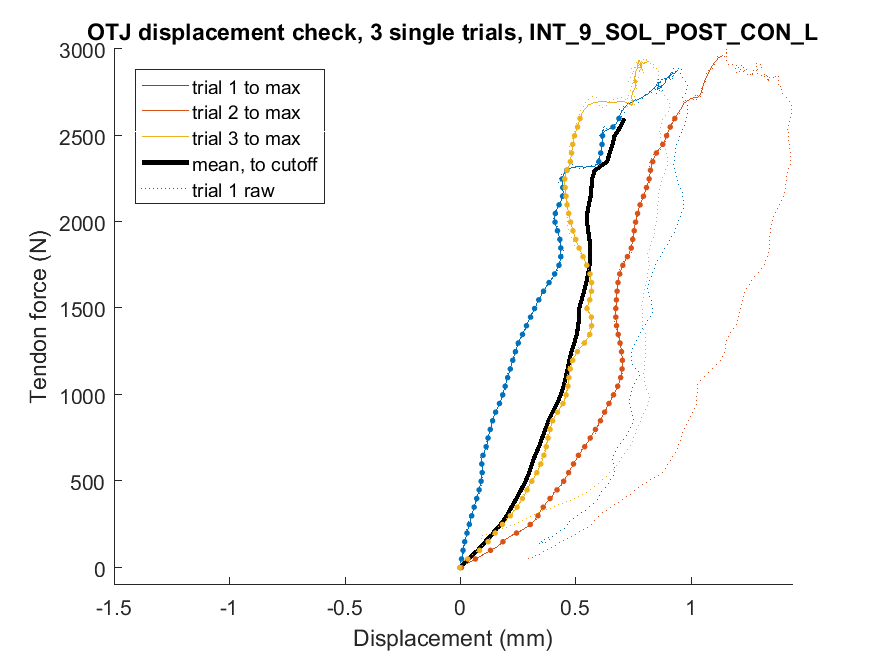 OTJ displacement check, 3 single trials, INT_9_SOL_POST_CON_L
3000
2500
2000
1500
1000
500
0
Tendon force (N)
trial 1 to max
trial 2 to max
trial 3 to max
mean, to cutoff
trial 1 raw
-1.5
-1
-0.5
0
0.5
1
Displacement (mm)